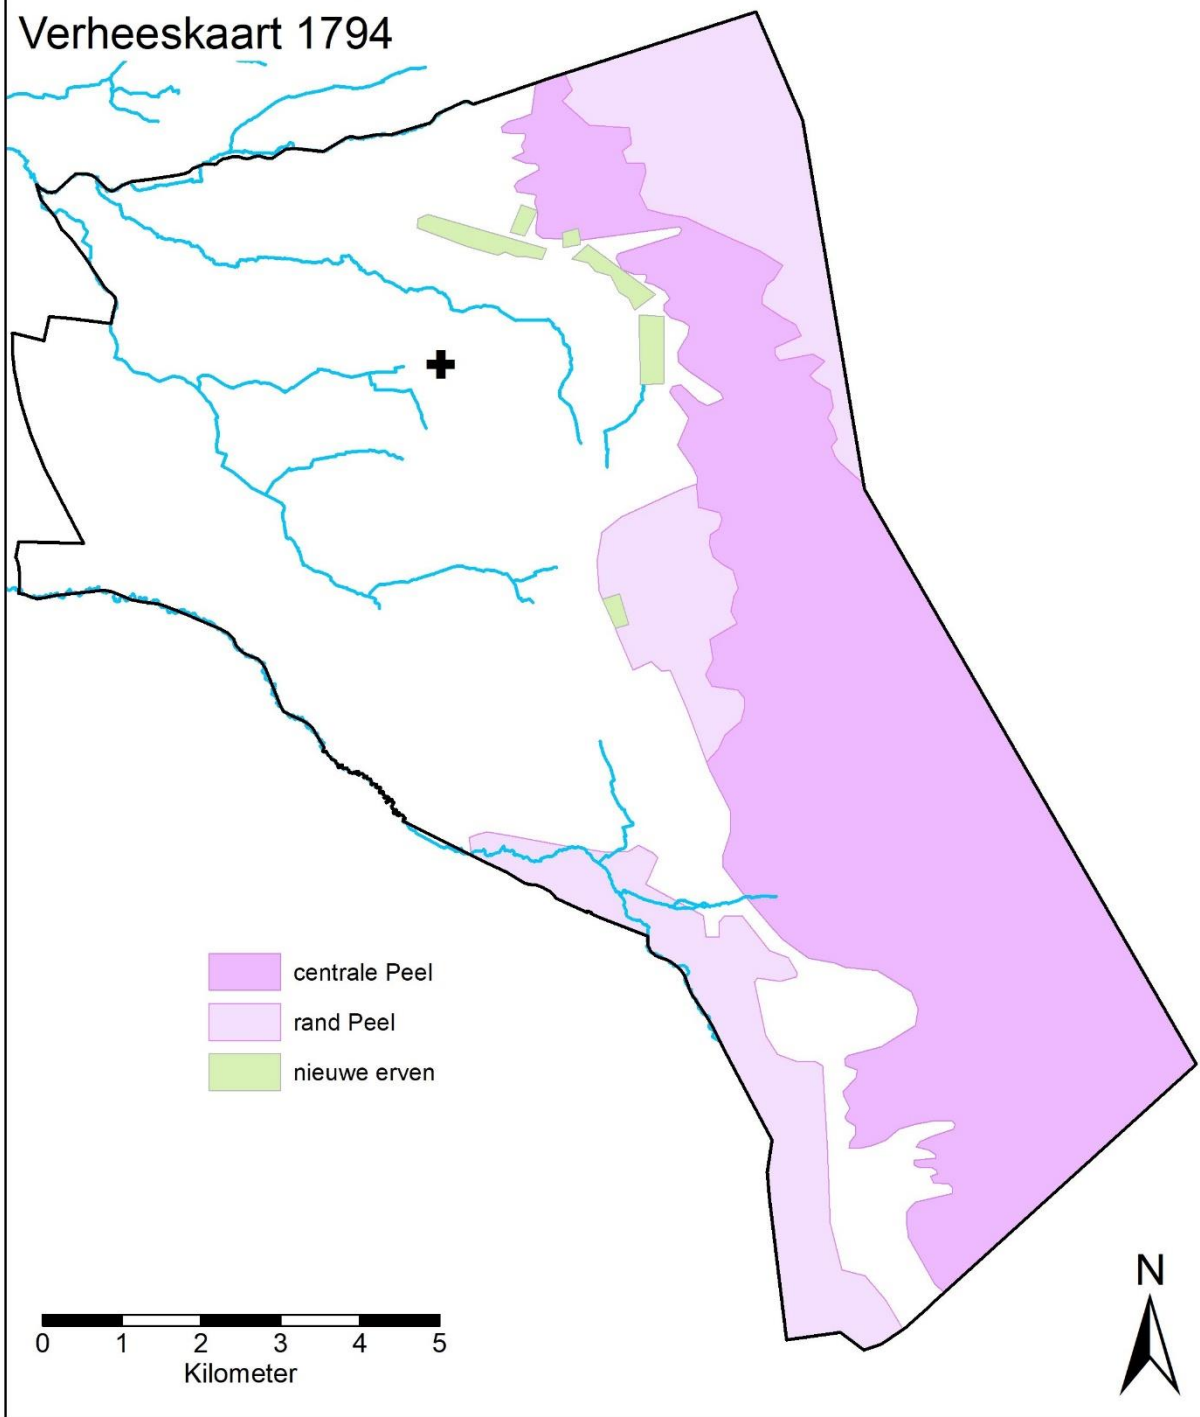 Verheeskaart 1794
centrale Peel
rand Peel
nieuwe erven
N
0 1 2 3 4 5
Kilometer